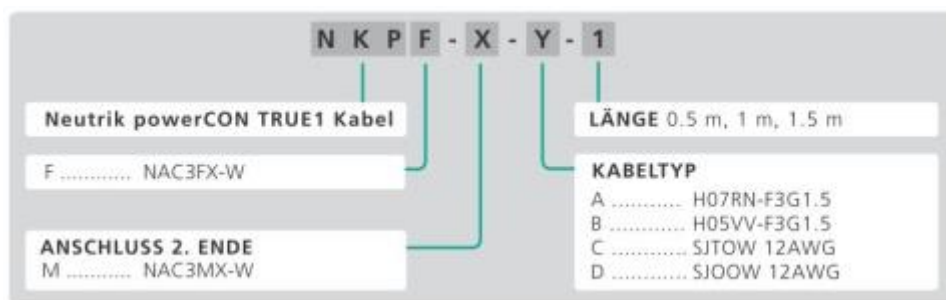 NKPF-X-Y-1
Neutrik powerCON TRUE1 Kabel
F ............ NAC3FX-W
ANSCHLUSS 2. ENDE
M ............ NAC3MX-W
LÄNGE 0.5 m, 1 m, 1.5 m
KABELTYP
A ............ H07RN-F3G1.5
B ............ H05VV-F3G1.5
C ............ SJTOW 12AWG
D ............ SJOOW 12AWG